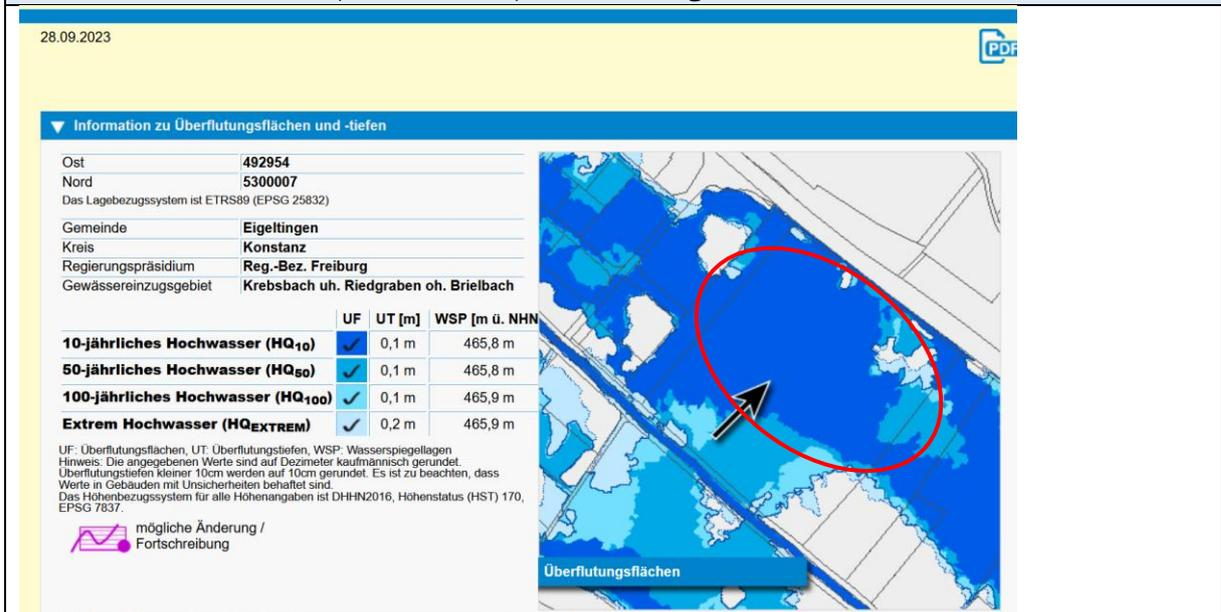 28.09.2023
PDF
Information zu Überflutungsflächen und -tiefen
Ost 492954
Nord 5300007
Das Lagebezugssystem ist ETRS89 (EPSG 25832)
Gemeinde Eigeltingen
Kreis Konstanz
Regierungspräsidium Reg.-Bez. Freiburg
Gewässereinzugsgebiet Krebsbach uh. Riedgraben oh. Brielbach
UF UT [m] WSP [m ü. NHN
10-jährliches Hochwasser (HQ10) 0,1 m 465,8 m
50-jährliches Hochwasser (HQ50) 0,1 m 465,8 m
100-jährliches Hochwasser (HQ100) 0,1 m 465,9 m
Extrem Hochwasser (HQEXTREM) 0,2 m 465,9 m
UF: Überflutungsflächen, UT: Überflutungstiefen, WSP: Wasserspiegellagen
Hinweis: Die angegebenen Werte sind auf Dezimeter kaufmännisch gerundet.
Überflutungstiefen kleiner 10cm werden auf 10cm gerundet. Es ist zu beachten, dass
Werte in Gebäuden mit Unsicherheiten behaftet sind.
Das Höhenbezugssystem für alle Höhenangaben ist DHHN2016, Höhenstatus (HST) 170,
EPSG 7837.
mögliche Änderung /
Fortschreibung
Überflutungsflächen